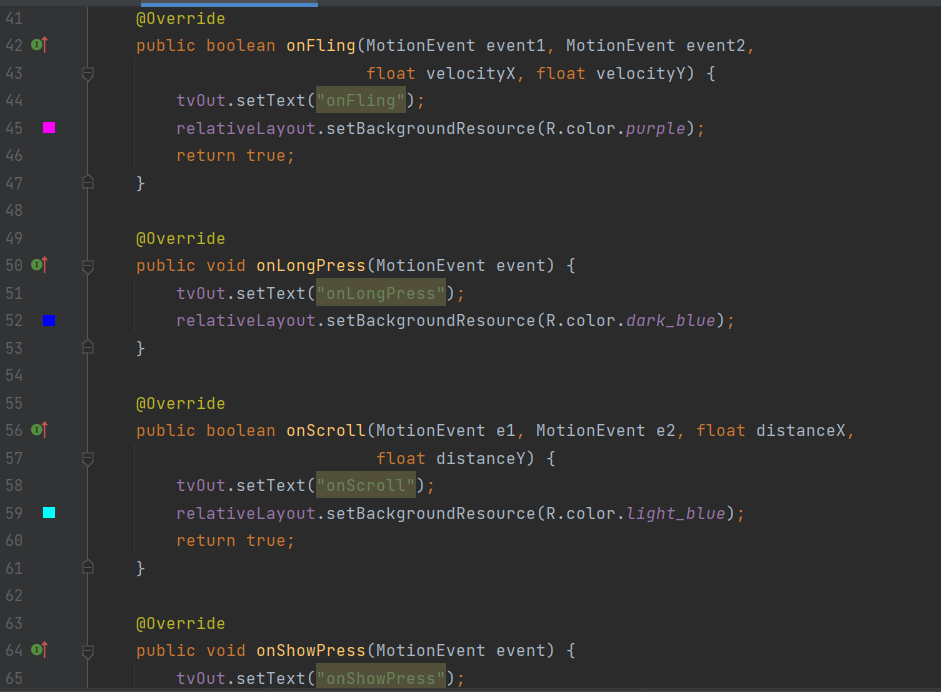 41 @Override
42 public boolean onFling(MotionEvent event1, MotionEvent event2,
43 float velocityX, float velocityY) {
44 tvOut.setText("onFling");
45 relativeLayout.setBackgroundResource(R.color.purple);
46 return true;
47 }
48
49 @Override
50 public void onLongPress(MotionEvent event) {
51 tvOut.setText("onLongPress");
52 relativeLayout.setBackgroundResource(R.color.dark_blue);
53 }
54
55 @Override
56 public boolean onScroll(MotionEvent e1, MotionEvent e2, float distanceX,
57 float distanceY) {
58 tvOut.setText("onScroll");
59 relativeLayout.setBackgroundResource(R.color.light_blue);
60 return true;
61 }
62
63 @Override
64 public void onShowPress(MotionEvent event) {
65 tvOut.setText("onShowPress");